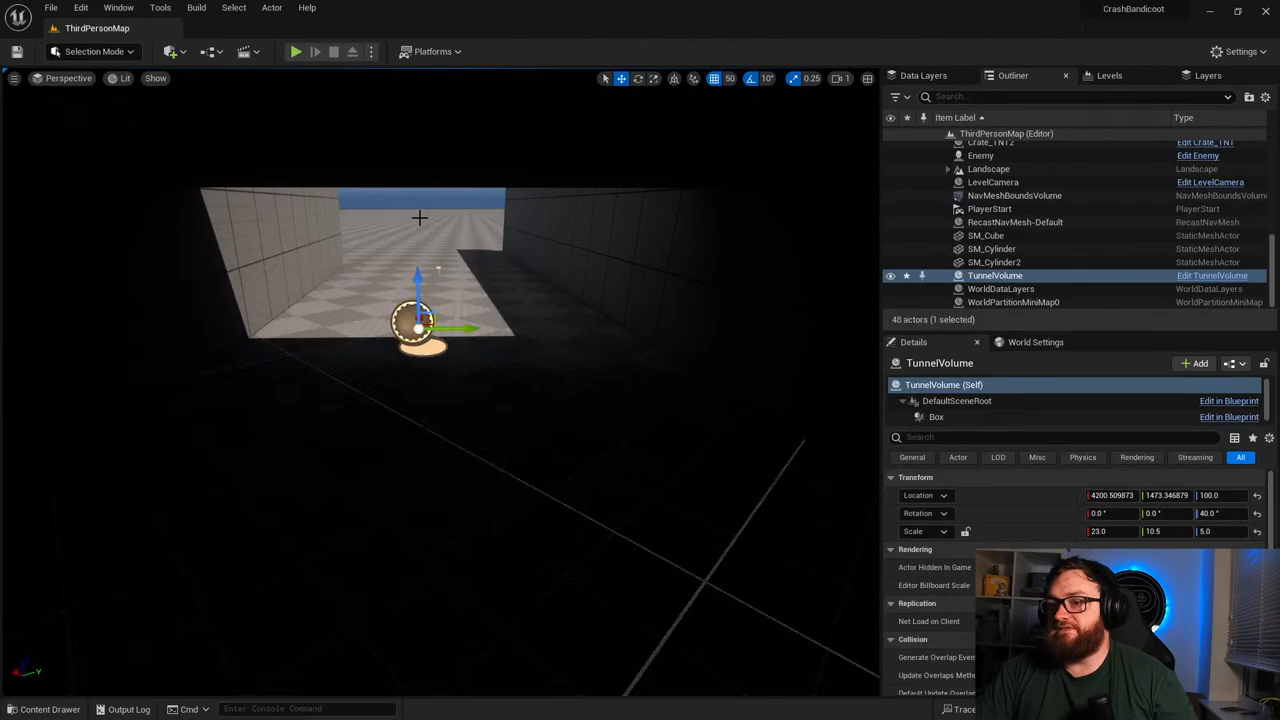 File Edit Window Tools Build Select Actor Help
CrashBandicoot
ThirdPersonMap
Selection Mode
Platforms
Settings
Perspective Lit Show
50 10° 0.25 1
Data Layers Outliner Levels Layers
Search...
Item Label Type
ThirdPersonMap (Editor)
Crate_TNT2 Edit Crate_TNT
Enemy Edit Enemy
Landscape Landscape
LevelCamera Edit LevelCamera
NavMeshBoundsVolume NavMeshBoundsVolume
PlayerStart PlayerStart
RecastNavMesh-Default RecastNavMesh
SM_Cube StaticMeshActor
SM_Cylinder StaticMeshActor
SM_Cylinder2 StaticMeshActor
TunnelVolume Edit TunnelVolume
WorldDataLayers WorldDataLayers
WorldPartitionMiniMap0 WorldPartitionMiniMap
48 actors (1 selected)
Details World Settings
TunnelVolume
Add
TunnelVolume (Self)
DefaultSceneRoot Edit in Blueprint
Box Edit in Blueprint
Search
General Actor LOD Misc Physics Rendering Streaming All
Transform
Location 4200.509873 1473.346879 100.0
Rotation 0.0 ° 0.0 ° 40.0 °
Scale 23.0 10.5 5.0
Rendering
Actor Hidden In Game
Editor Billboard Scale
Replication
Net Load on Client
Collision
Generate Overlap Even
Update Overlaps Meth
Default Update Overlap
Y
Content Drawer Output Log Cmd Enter Console Command
Trace